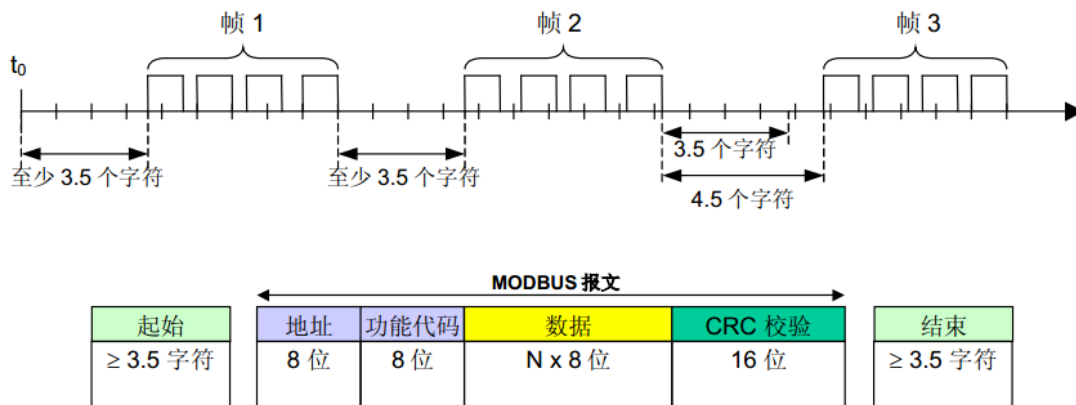 帧 1
帧 2
帧 3
t0
至少 3.5 个字符
至少 3.5 个字符
3.5 个字符
4.5 个字符
MODBUS 报文
起始
地址
功能代码
数据
CRC 校验
结束
≥ 3.5 字符
8 位
8 位
N x 8 位
16 位
≥ 3.5 字符